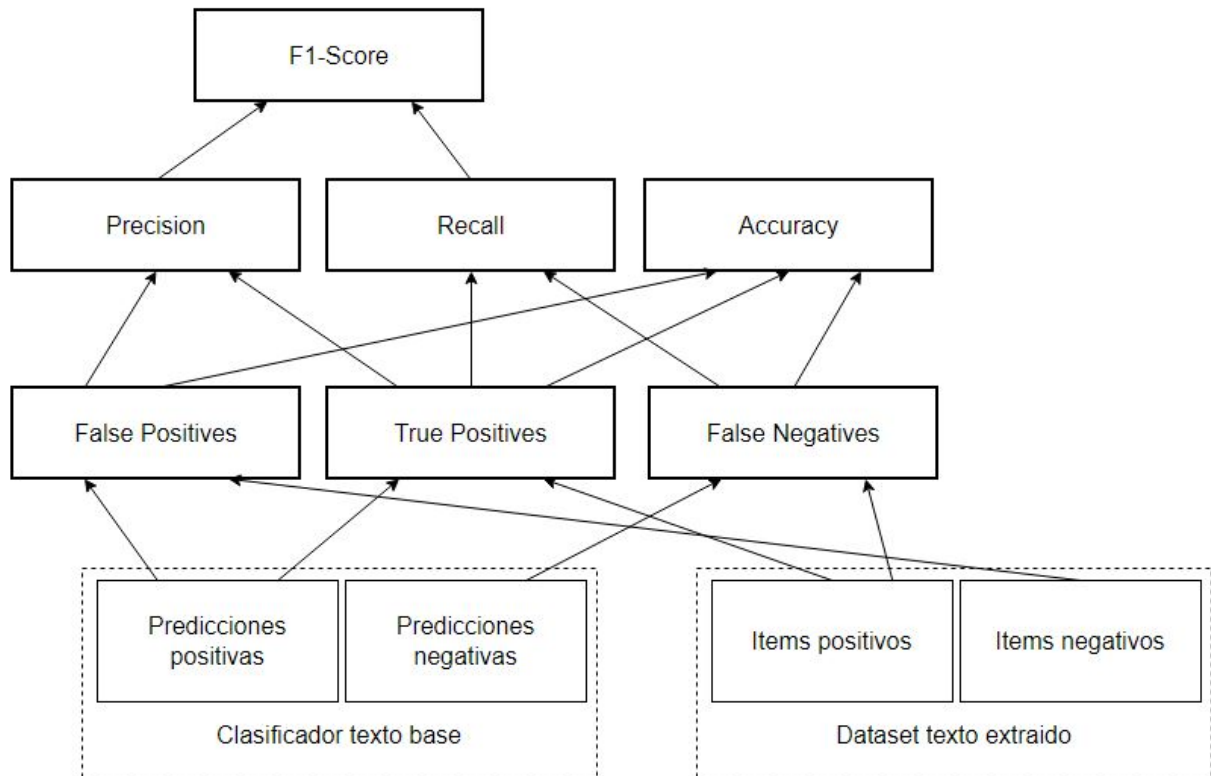 F1-Score
Precision
Recall
Accuracy
False Positives
True Positives
False Negatives
Predicciones
positivas
Predicciones
negativas
Items positivos
Items negativos
Clasificador texto base
Dataset texto extraido